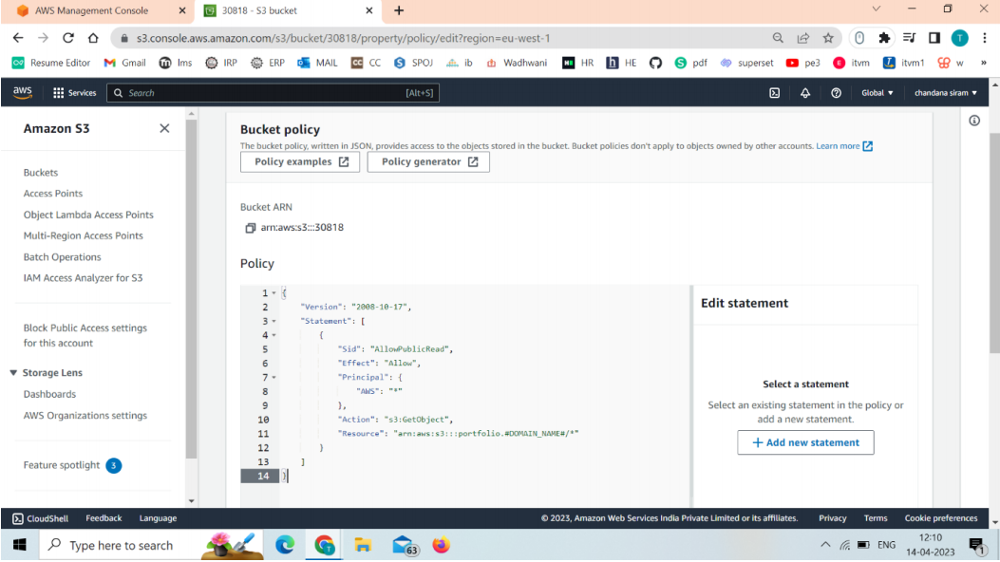 AWS Management Console
30818 - S3 bucket
s3.console.aws.amazon.com/s3/bucket/30818/property/policy/edit?region=eu-west-1
T
Resume Editor Gmail lms IRP ERP MAIL CC SPOJ ib Wadhwani HR HE pdf superset pe3 itvm itvm1 w »
aws Services Search [Alt+S] Global chandana siram
Amazon S3
Buckets
Access Points
Object Lambda Access Points
Multi-Region Access Points
Batch Operations
IAM Access Analyzer for S3
Block Public Access settings
for this account
Storage Lens
Dashboards
AWS Organizations settings
Feature spotlight 3
Bucket policy
The bucket policy, written in JSON, provides access to the objects stored in the bucket. Bucket policies don't apply to objects owned by other accounts. Learn more
Policy examples Policy generator
Bucket ARN
arn:aws:s3:::30818
Policy
1 {
2 "Version": "2008-10-17",
3 "Statement": [
4 {
5 "Sid": "AllowPublicRead",
6 "Effect": "Allow",
7 "Principal": {
8 "AWS": "*"
9 },
10 "Action": "s3:GetObject",
11 "Resource": "arn:aws:s3:::portfolio.#DOMAIN_NAME#/*"
12 }
13 ]
14 }
Edit statement
Select a statement
Select an existing statement in the policy or
add a new statement.
+ Add new statement
CloudShell Feedback Language © 2023, Amazon Web Services India Private Limited or its affiliates. Privacy Terms Cookie preferences
Type here to search 63 ENG 12:10
14-04-2023 1